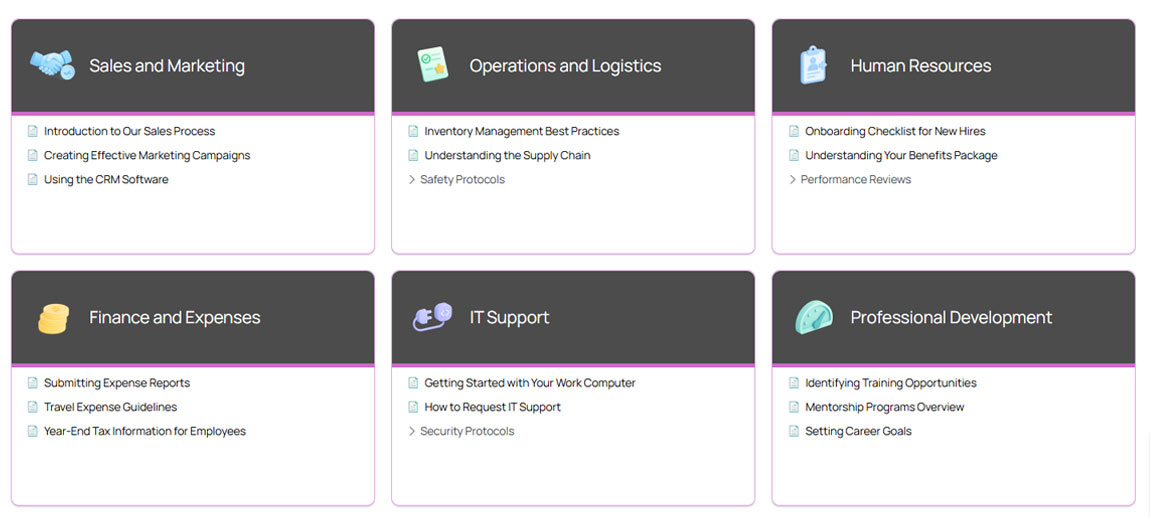 Sales and Marketing
Introduction to Our Sales Process
Creating Effective Marketing Campaigns
Using the CRM Software
Operations and Logistics
Inventory Management Best Practices
Understanding the Supply Chain
Safety Protocols
Human Resources
Onboarding Checklist for New Hires
Understanding Your Benefits Package
Performance Reviews
Finance and Expenses
Submitting Expense Reports
Travel Expense Guidelines
Year-End Tax Information for Employees
IT Support
Getting Started with Your Work Computer
How to Request IT Support
Security Protocols
Professional Development
Identifying Training Opportunities
Mentorship Programs Overview
Setting Career Goals